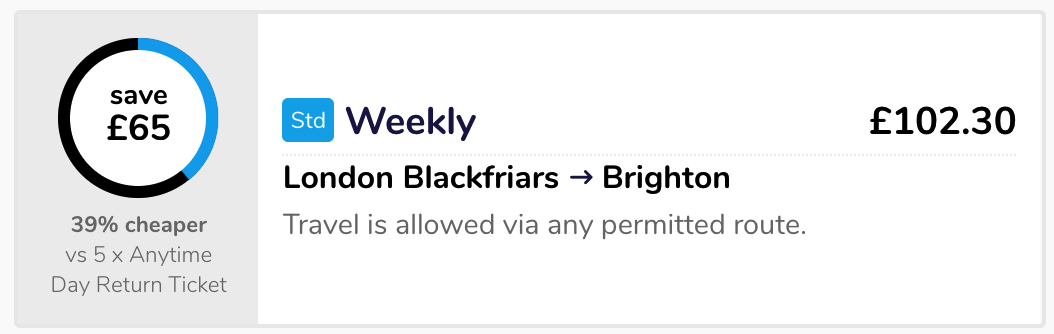 save
£65
39% cheaper
vs 5 x Anytime
Day Return Ticket
Std Weekly £102.30
London Blackfriars → Brighton
Travel is allowed via any permitted route.